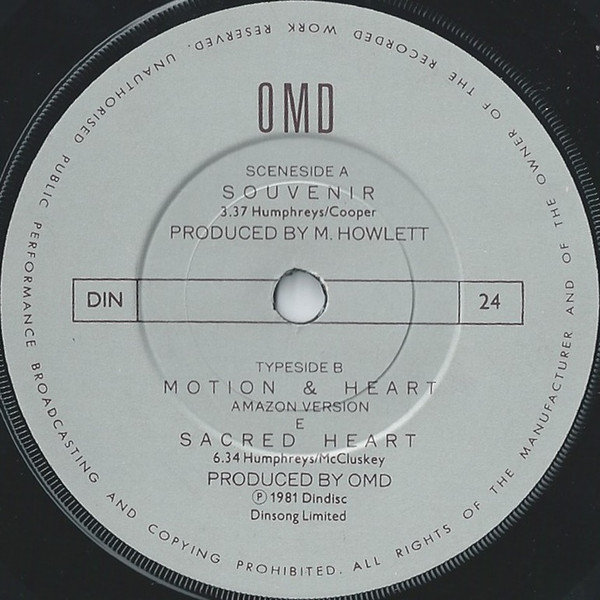 OMD
SCENESIDE A
SOUVENIR
3.37 Humphreys/Cooper
PRODUCED BY M. HOWLETT
DIN 24
TYPESIDE B
MOTION & HEART
AMAZON VERSION
E
SACRED HEART
6.34 Humphreys/McCluskey
PRODUCED BY OMD
Ⓟ 1981 Dindisc
Dinsong Limited
ALL RIGHTS OF THE MANUFACTURER AND OF THE OWNER OF THE RECORDED WORK RESERVED. UNAUTHORISED PUBLIC PERFORMANCE BROADCASTING AND COPYING PROHIBITED.